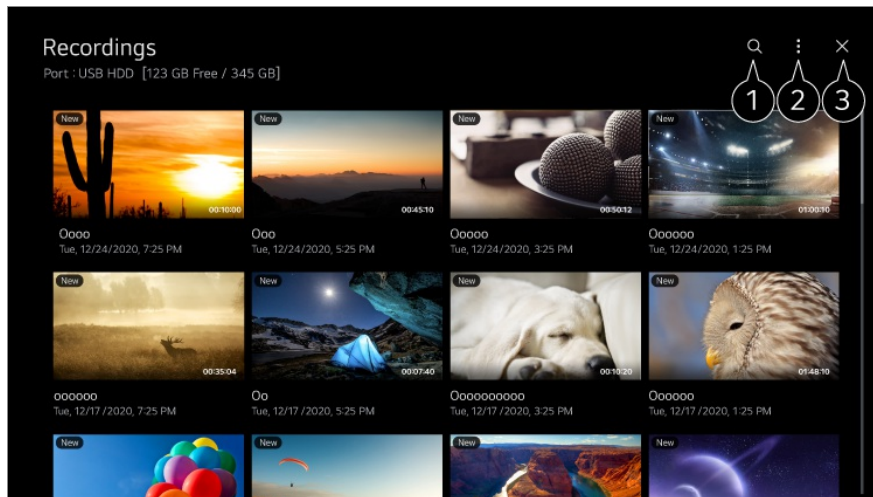 Recordings
Port : USB HDD [123 GB Free / 345 GB]
1 2 3
New New New New
00:10:00 00:45:10 00:50:12 01:00:10
Oooo Ooo Ooooo Oooooo
Tue, 12/24/2020, 7:25 PM Tue, 12/24/2020, 5:25 PM Tue, 12/24/2020, 3:25 PM Tue, 12/24/2020, 1:25 PM
New New New New
00:35:04 00:07:40 00:10:20 01:48:10
oooooo Oo Oooooooooo Oooooo
Tue, 12/17 /2020, 7:25 PM Tue, 12/17 /2020, 5:25 PM Tue, 12/17 /2020, 3:25 PM Tue, 12/17 /2020, 1:25 PM
New New New New